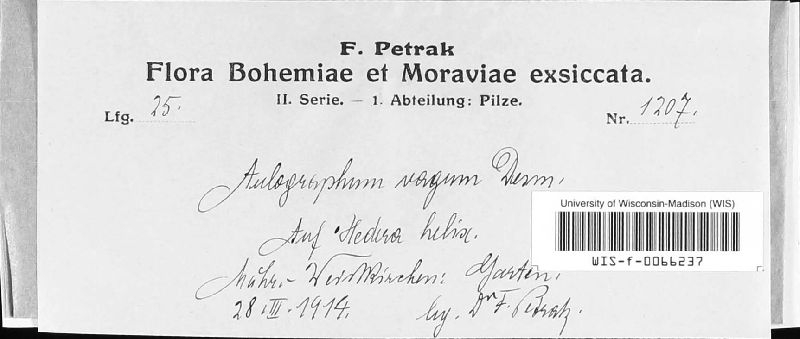 F. Petrak
Flora Bohemiae et Moraviae exsiccata.
II. Serie. — 1. Abteilung: Pilze.
Lfg. 25.
Nr. 1207.
Aulographum vagum Desm.
Auf Hedera helix.
Mähr.-Weisskirchen: Garten.
28.III.1914. leg. Dr F. Petrak.
University of Wisconsin-Madison (WIS)
WIS-f-0066237